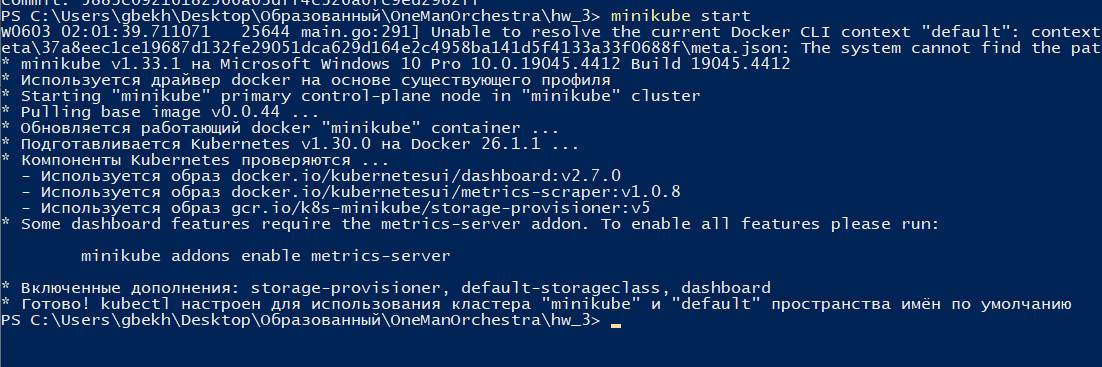 PS C:\Users\gbekh\Desktop\Образованный\OneManOrchestra\hw_3> minikube start
W0603 02:01:39.711071   25644 main.go:291] Unable to resolve the current Docker CLI context "default": context
eta\37a8eec1ce19687d132fe29051dca629d164e2c4958ba141d5f4133a33f0688f\meta.json: The system cannot find the pat
* minikube v1.33.1 на Microsoft Windows 10 Pro 10.0.19045.4412 Build 19045.4412
* Используется драйвер docker на основе существующего профиля
* Starting "minikube" primary control-plane node in "minikube" cluster
* Pulling base image v0.0.44 ...
* Обновляется работающий docker "minikube" container ...
* Подготавливается Kubernetes v1.30.0 на Docker 26.1.1 ...
* Компоненты Kubernetes проверяются ...
  - Используется образ docker.io/kubernetesui/dashboard:v2.7.0
  - Используется образ docker.io/kubernetesui/metrics-scraper:v1.0.8
  - Используется образ gcr.io/k8s-minikube/storage-provisioner:v5
* Some dashboard features require the metrics-server addon. To enable all features please run:
        minikube addons enable metrics-server
* Включенные дополнения: storage-provisioner, default-storageclass, dashboard
* Готово! kubectl настроен для использования кластера "minikube" и "default" пространства имён по умолчанию
PS C:\Users\gbekh\Desktop\Образованный\OneManOrchestra\hw_3>